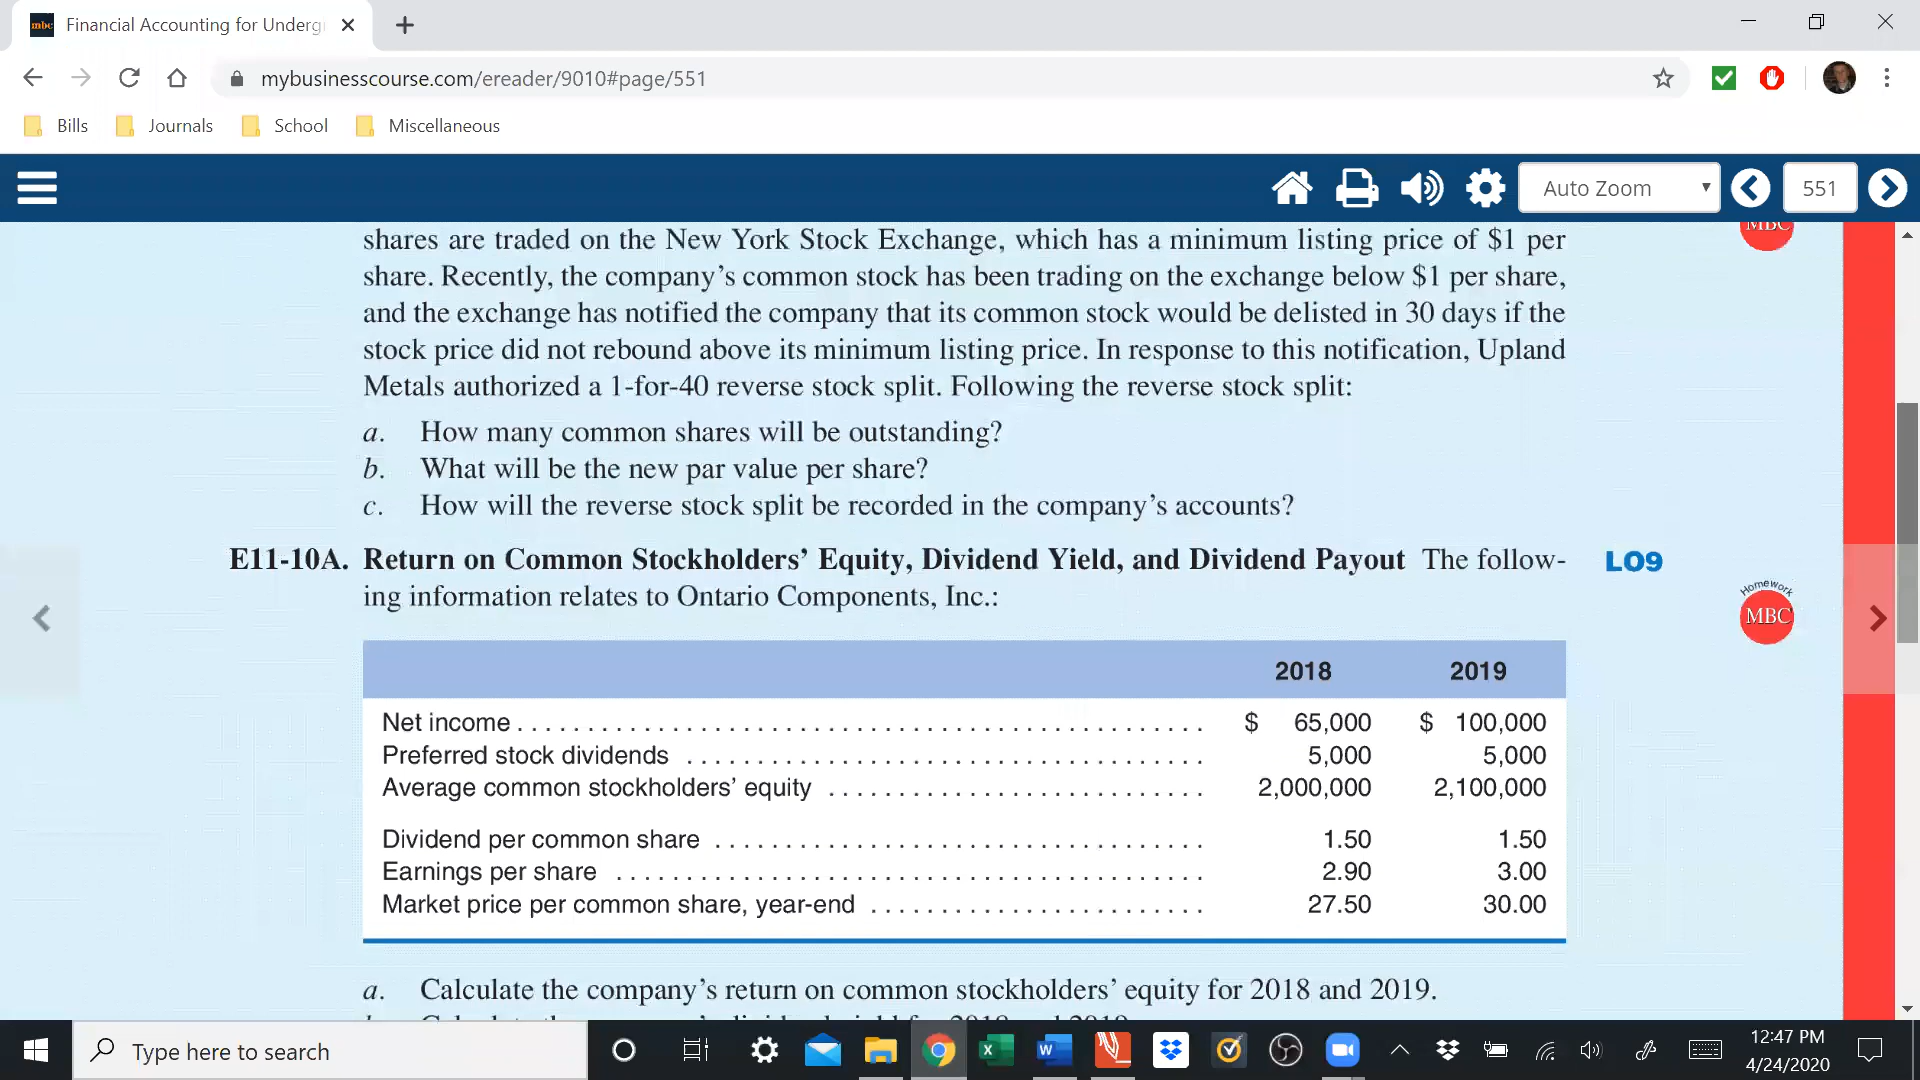 mbc Financial Accounting for Underg
mybusinesscourse.com/ereader/9010#page/551
Bills Journals School Miscellaneous
Auto Zoom 551
MBC
shares are traded on the New York Stock Exchange, which has a minimum listing price of $1 per
share. Recently, the company’s common stock has been trading on the exchange below $1 per share,
and the exchange has notified the company that its common stock would be delisted in 30 days if the
stock price did not rebound above its minimum listing price. In response to this notification, Upland
Metals authorized a 1-for-40 reverse stock split. Following the reverse stock split:
a. How many common shares will be outstanding?
b. What will be the new par value per share?
c. How will the reverse stock split be recorded in the company’s accounts?
E11-10A. Return on Common Stockholders’ Equity, Dividend Yield, and Dividend Payout The follow- LO9
ing information relates to Ontario Components, Inc.:
Homework
MBC
2018 2019
Net income $ 65,000 $ 100,000
Preferred stock dividends 5,000 5,000
Average common stockholders’ equity 2,000,000 2,100,000
Dividend per common share 1.50 1.50
Earnings per share 2.90 3.00
Market price per common share, year-end 27.50 30.00
a. Calculate the company’s return on common stockholders’ equity for 2018 and 2019.
Type here to search
12:47 PM
4/24/2020